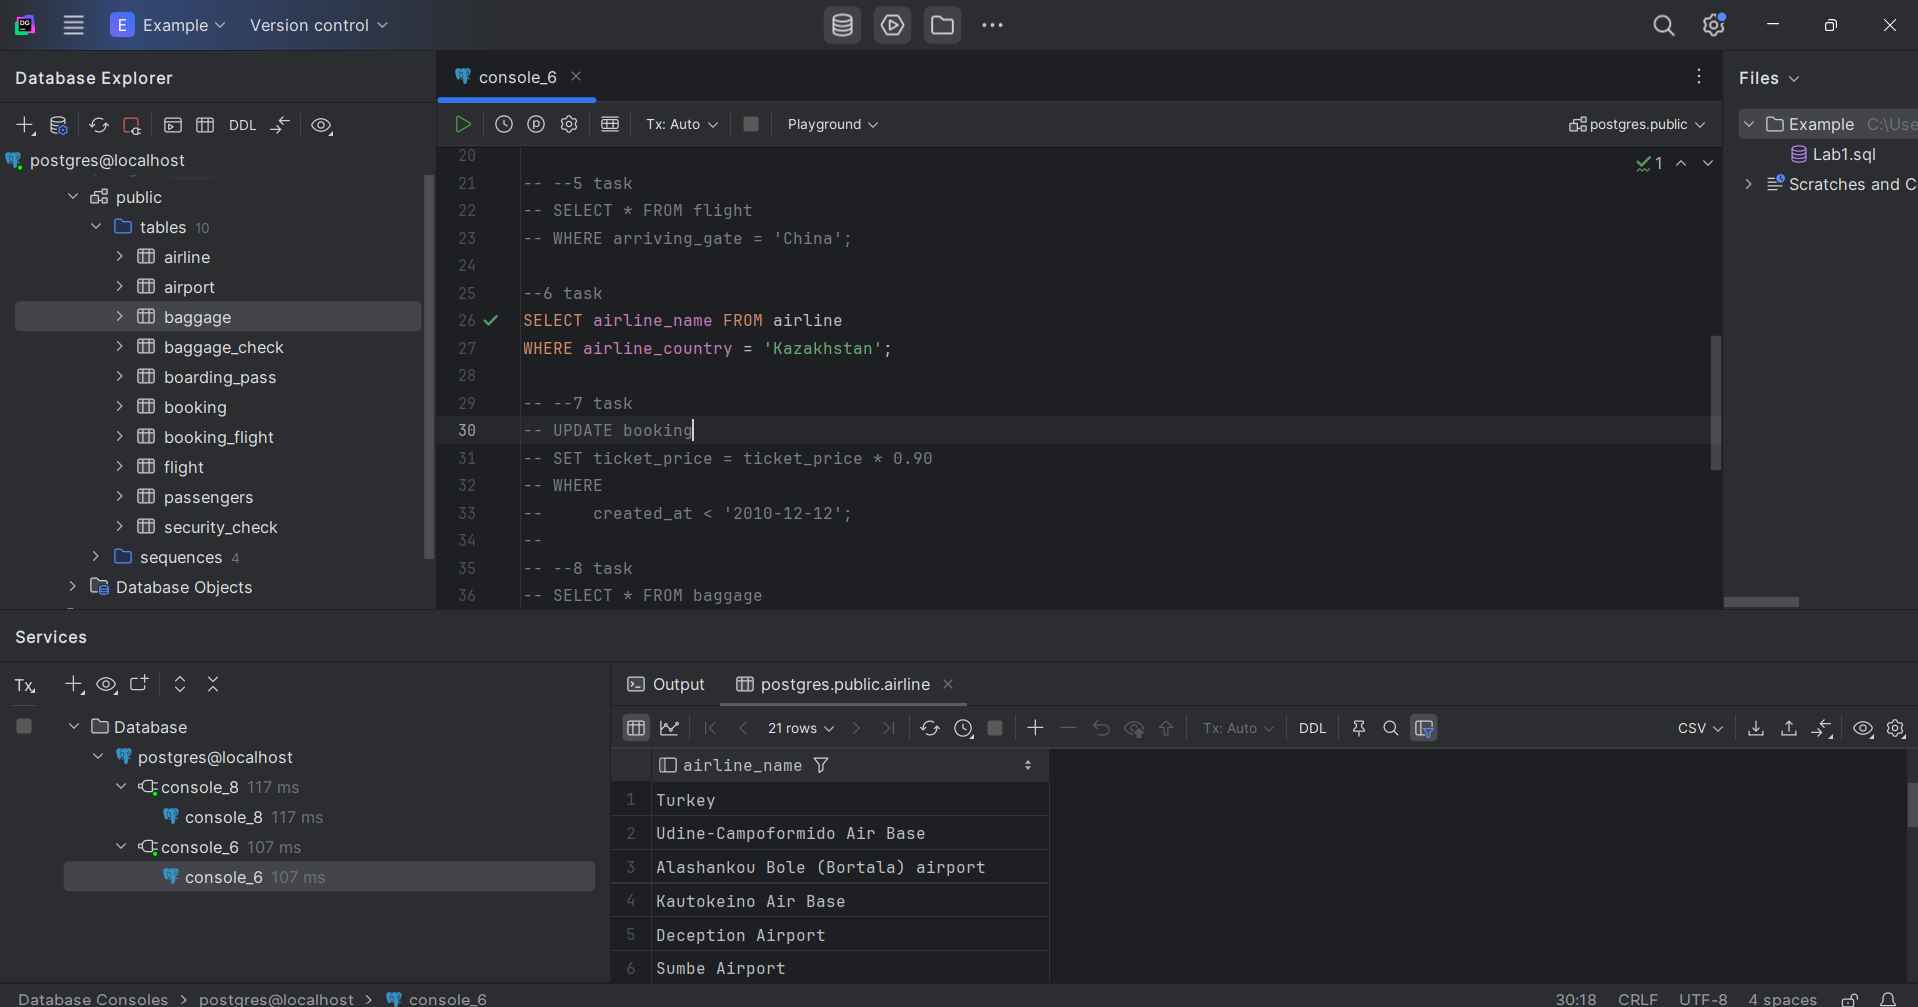 E Example Version control
Database Explorer
console_6
Files
DDL
Tx: Auto
Playground
postgres.public
Example C:\Use
Lab1.sql
Scratches and C
postgres@localhost
public
tables 10
airline
airport
baggage
baggage_check
boarding_pass
booking
booking_flight
flight
passengers
security_check
sequences 4
Database Objects
1
20
21 -- --5 task
22 -- SELECT * FROM flight
23 -- WHERE arriving_gate = 'China';
24
25 --6 task
26 SELECT airline_name FROM airline
27 WHERE airline_country = 'Kazakhstan';
28
29 -- --7 task
30 -- UPDATE booking
31 -- SET ticket_price = ticket_price * 0.90
32 -- WHERE
33 --     created_at < '2010-12-12';
34 --
35 -- --8 task
36 -- SELECT * FROM baggage
Services
Tx
Database
postgres@localhost
console_8 117 ms
console_8 117 ms
console_6 107 ms
console_6 107 ms
Output
postgres.public.airline
21 rows
Tx: Auto
DDL
CSV
airline_name
1 Turkey
2 Udine-Campoformido Air Base
3 Alashankou Bole (Bortala) airport
4 Kautokeino Air Base
5 Deception Airport
6 Sumbe Airport
Database Consoles > postgres@localhost > console_6
30:18 CRLF UTF-8 4 spaces